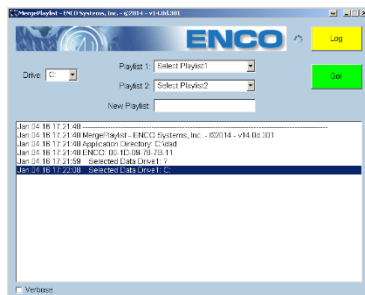 MergePlaylist - ENCO Systems, Inc. - ©2014 - v14.0d.301
ENCO
Log
Drive: C:
Playlist 1: Select Playlist1
Go!
Playlist 2: Select Playlist2
New Playlist:
Jan 04 16 17:21:48 --------------------------------------------------
Jan 04 16 17:21:48 MergePlaylist - ENCO Systems, Inc. - ©2014 - v14.0d.301
Jan 04 16 17:21:48 Application Directory: C:\dad
Jan 04 16 17:21:48 ENCO: 00-1D-09-78-7B-11
Jan 04 16 17:21:59 Selected Data Drive1: ?
Jan 04 16 17:22:08 Selected Data Drive1: C:
Verbose